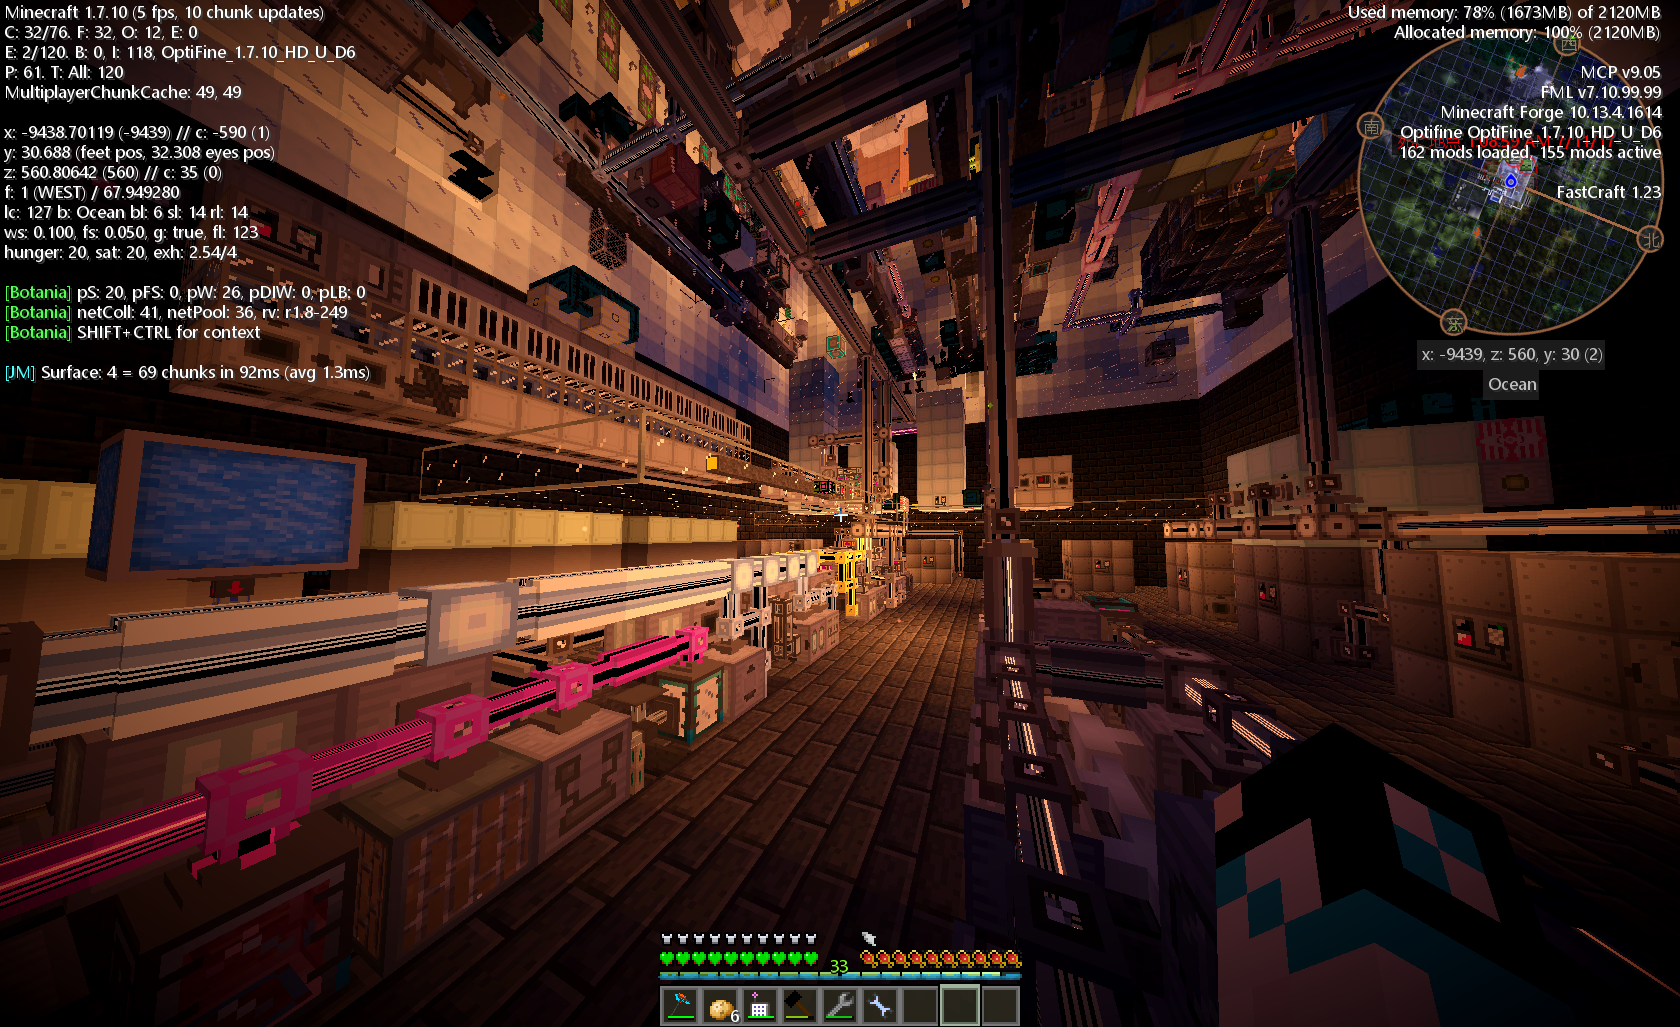 Minecraft 1.7.10 (5 fps, 10 chunk updates)
C: 32/76. F: 32, O: 12, E: 0
E: 2/120. B: 0, I: 118, OptiFine_1.7.10_HD_U_D6
P: 61. T: All: 120
MultiplayerChunkCache: 49, 49
x: -9438.70119 (-9439) // c: -590 (1)
y: 30.688 (feet pos, 32.308 eyes pos)
z: 560.80642 (560) // c: 35 (0)
f: 1 (WEST) / 67.949280
lc: 127 b: Ocean bl: 6 sl: 14 rl: 14
ws: 0.100, fs: 0.050, g: true, fl: 123
hunger: 20, sat: 20, exh: 2.54/4
[Botania] pS: 20, pFS: 0, pW: 26, pDIW: 0, pLB: 0
[Botania] netColl: 41, netPool: 36, rv: r1.8-249
[Botania] SHIFT+CTRL for context
[JM] Surface: 4 = 69 chunks in 92ms (avg 1.3ms)
Used memory: 78% (1673MB) of 2120MB
Allocated memory: 100% (2120MB)
MCP v9.05
FML v7.10.99.99
Minecraft Forge 10.13.4.1614
Optifine OptiFine_1.7.10_HD_U_D6
162 mods loaded, 155 mods active
FastCraft 1.23
西
南
北
东
x: -9439, z: 560, y: 30 (2)
Ocean
33
6